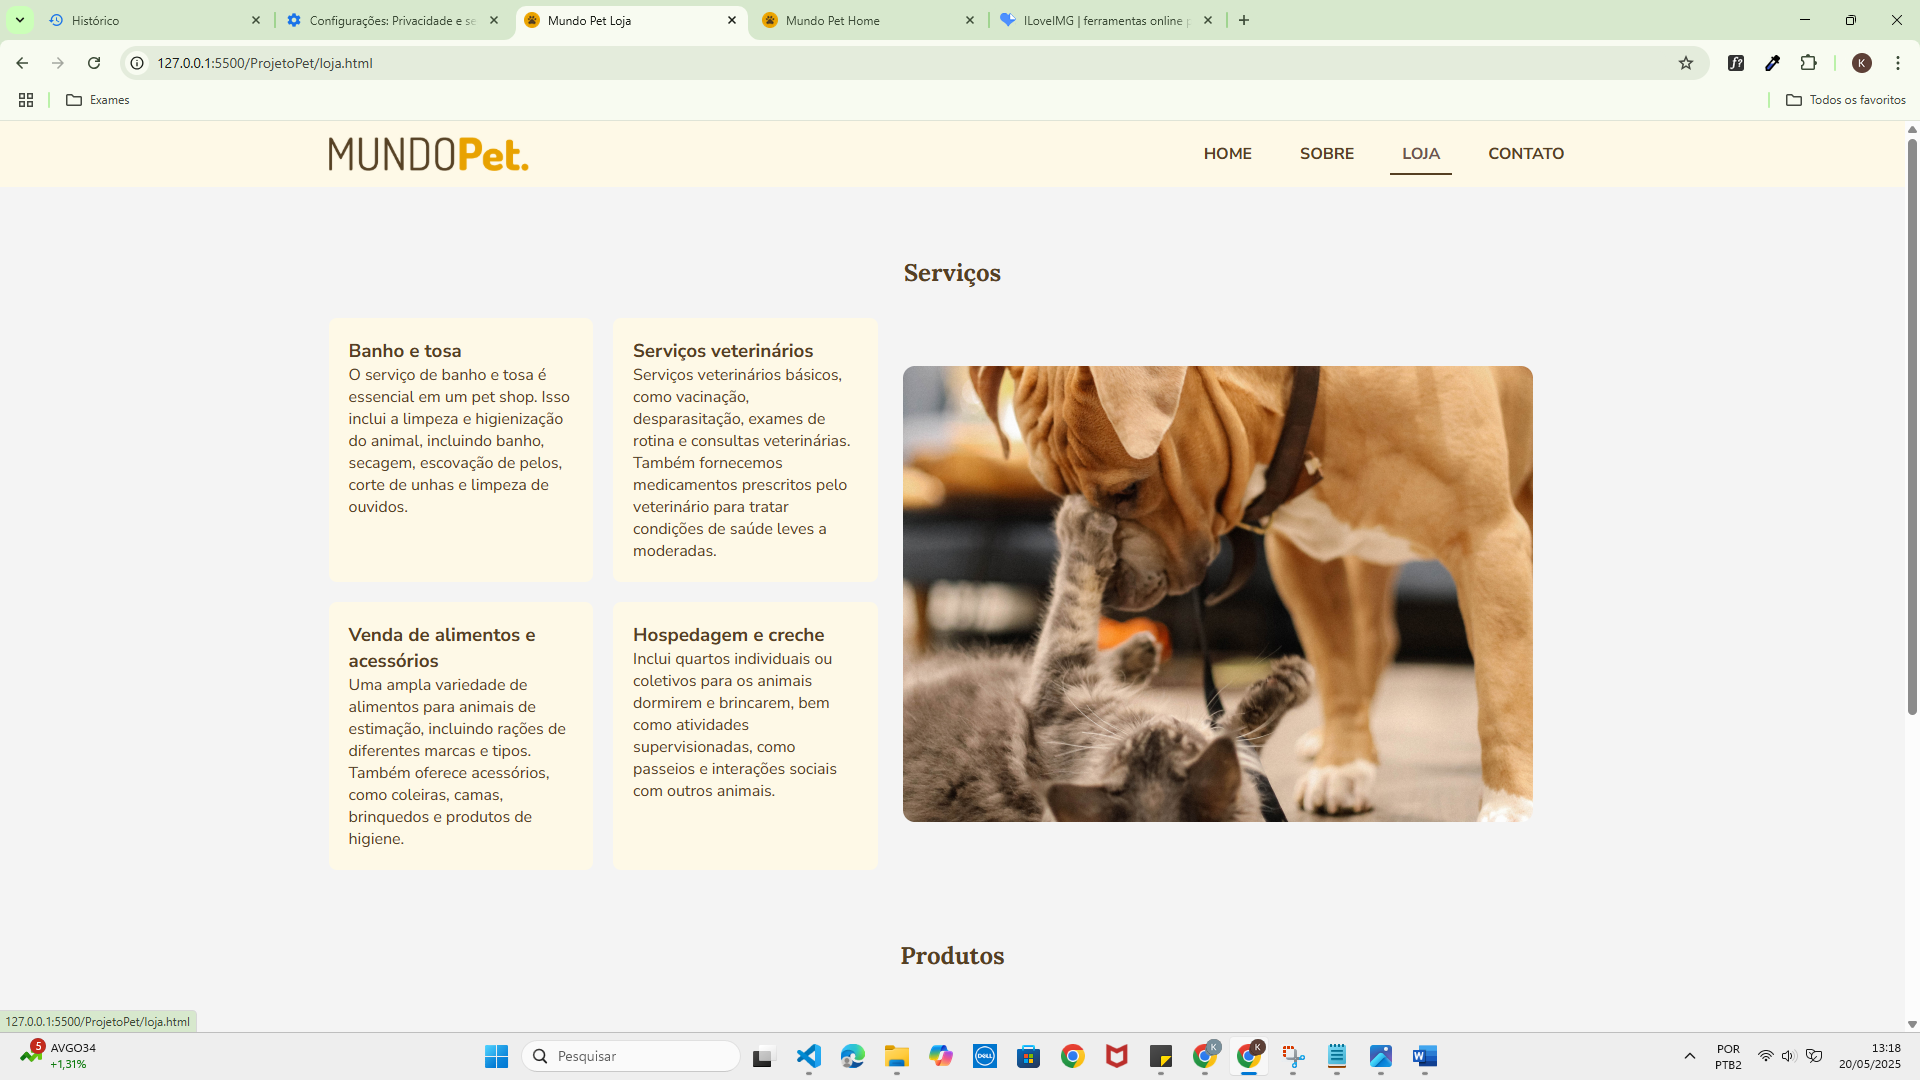 Histórico
Configurações: Privacidade e se
Mundo Pet Loja
Mundo Pet Home
ILoveIMG | ferramentas online p
127.0.0.1:5500/ProjetoPet/loja.html
K
Exames
Todos os favoritos
MUNDOPet.
HOME
SOBRE
LOJA
CONTATO
Serviços
Banho e tosa
O serviço de banho e tosa é
essencial em um pet shop. Isso
inclui a limpeza e higienização
do animal, incluindo banho,
secagem, escovação de pelos,
corte de unhas e limpeza de
ouvidos.
Serviços veterinários
Serviços veterinários básicos,
como vacinação,
desparasitação, exames de
rotina e consultas veterinárias.
Também fornecemos
medicamentos prescritos pelo
veterinário para tratar
condições de saúde leves a
moderadas.
Venda de alimentos e
acessórios
Uma ampla variedade de
alimentos para animais de
estimação, incluindo rações de
diferentes marcas e tipos.
Também oferece acessórios,
como coleiras, camas,
brinquedos e produtos de
higiene.
Hospedagem e creche
Inclui quartos individuais ou
coletivos para os animais
dormirem e brincarem, bem
como atividades
supervisionadas, como
passeios e interações sociais
com outros animais.
Produtos
127.0.0.1:5500/ProjetoPet/loja.html
5
AVGO34
+1,31%
Pesquisar
DELL
K
K
W
POR
PTB2
13:18
20/05/2025